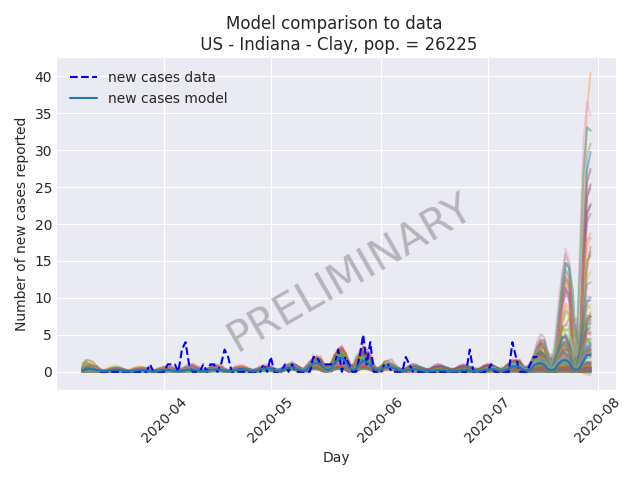 Model comparison to data
US - Indiana - Clay, pop. = 26225
new cases data
new cases model
Number of new cases reported
40
35
30
25
20
15
10
5
0
PRELIMINARY
2020-04
2020-05
2020-06
2020-07
2020-08
Day